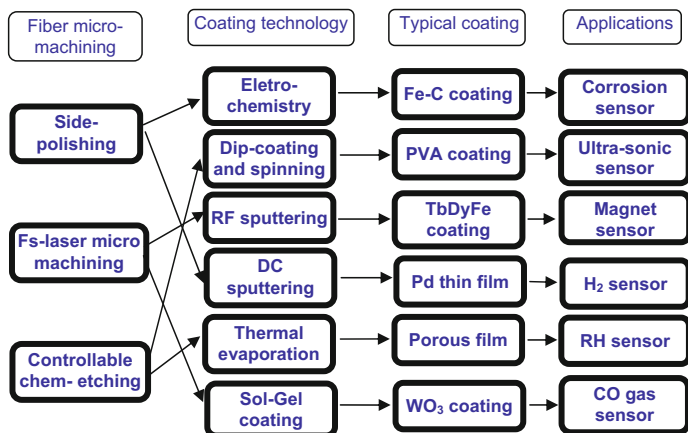 Fiber micro-
machining
Coating technology
Typical coating
Applications
Side-
polishing
Fs-laser micro
machining
Controllable
chem- etching
Eletro-
chemistry
Dip-coating
and spinning
RF sputtering
DC
sputtering
Thermal
evaporation
Sol-Gel
coating
Fe-C coating
PVA coating
TbDyFe
coating
Pd thin film
Porous film
WO₃ coating
Corrosion
sensor
Ultra-sonic
sensor
Magnet
sensor
H₂ sensor
RH sensor
CO gas
sensor